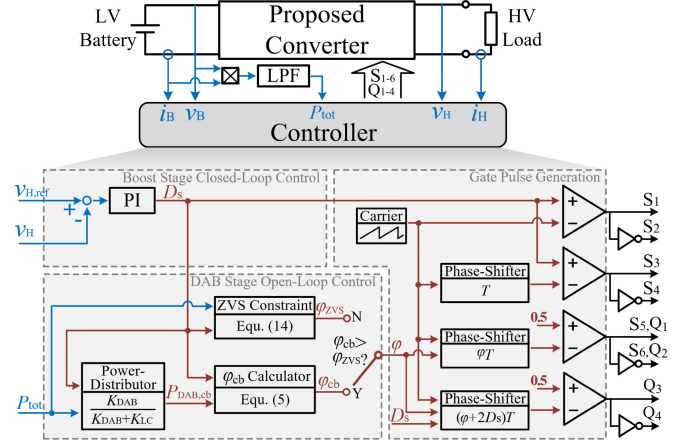 LV
Battery
Proposed
Converter
HV
Load
LPF
S1-6
Q1-4
iB
vB
Ptot
vH
iH
Controller
Boost Stage Closed-Loop Control
Gate Pulse Generation
vH,ref
+
-
PI
Ds
vH
Carrier
+
−
S1
S2
Phase-Shifter
T
+
−
S3
S4
DAB Stage Open-Loop Control
ZVS Constraint
Equ. (14)
φZVS
N
φcb>
φZVS?
φ
Phase-Shifter
φT
0.5
+
−
S5,Q1
S6,Q2
Power-
Distributor
KDAB
KDAB+KLC
Ptot
PDAB,cb
φcb Calculator
Equ. (5)
φcb
Y
Ds
Phase-Shifter
(φ+2Ds)T
0.5
+
−
Q3
Q4